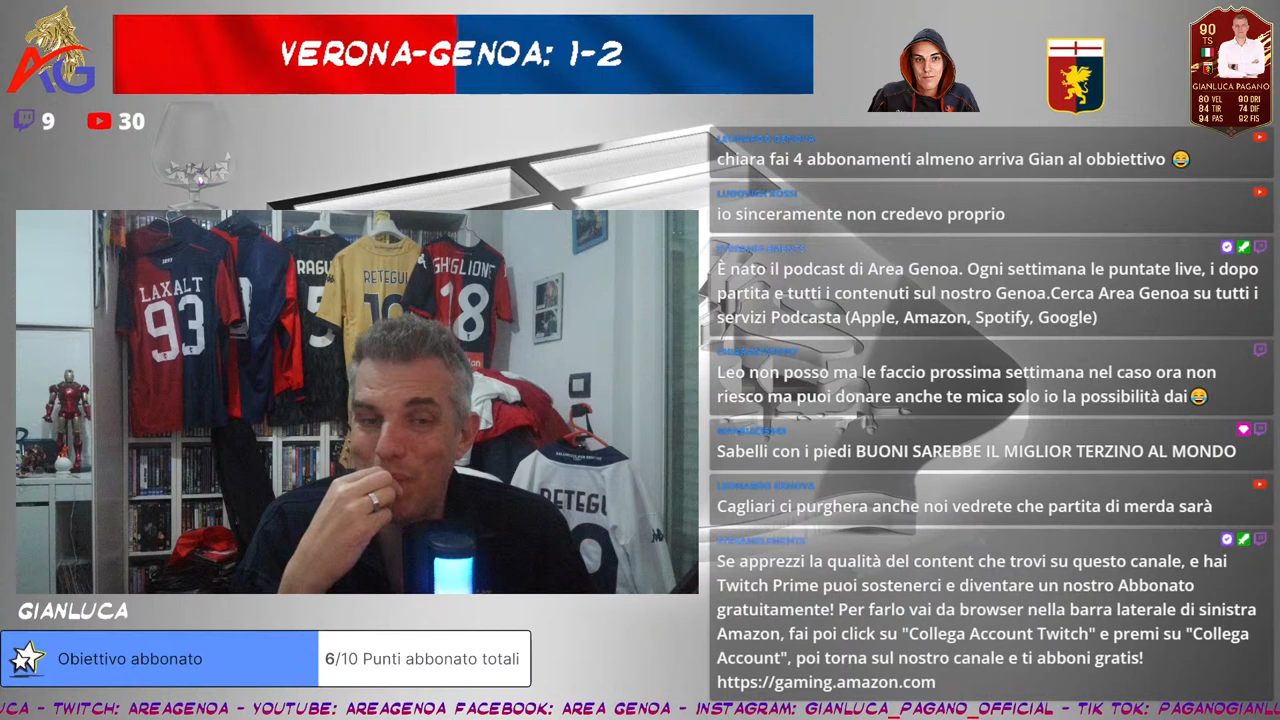 AG
VERONA-GENOA: 1-2
90
TS
GIANLUCA PAGANO
80 VEL 90 DRI
84 TIR 74 DIF
94 PAS 92 FIS
9
30
chiara fai 4 abbonamenti almeno arriva Gian al obbiettivo 😂
io sinceramente non credevo proprio
È nato il podcast di Area Genoa. Ogni settimana le puntate live, i dopo
partita e tutti i contenuti sul nostro Genoa.Cerca Area Genoa su tutti i
servizi Podcasta (Apple, Amazon, Spotify, Google)
Leo non posso ma le faccio prossima settimana nel caso ora non
riesco ma puoi donare anche te mica solo io la possibilità dai😂
Sabelli con i piedi BUONI SAREBBE IL MIGLIOR TERZINO AL MONDO
Cagliari ci purghera anche noi vedrete che partita di merda sarà
Se apprezzi la qualità del content che trovi su questo canale, e hai
Twitch Prime puoi sostenerci e diventare un nostro Abbonato
gratuitamente! Per farlo vai da browser nella barra laterale di sinistra
Amazon, fai poi click su "Collega Account Twitch" e premi su "Collega
Account", poi torna sul nostro canale e ti abboni gratis!
https://gaming.amazon.com
LAXALT
93
RAGU
5
RETEGUI
GHIGLIONE
18
RETEGU
GIANLUCA
Obiettivo abbonato
6/10 Punti abbonato totali
UCA - TWITCH: AREAGENOA - YOUTUBE: AREAGENOA FACEBOOK: AREA GENOA - INSTAGRAM: GIANLUCA_PAGANO_OFFICIAL - TIK TOK: PAGANOGIANLU